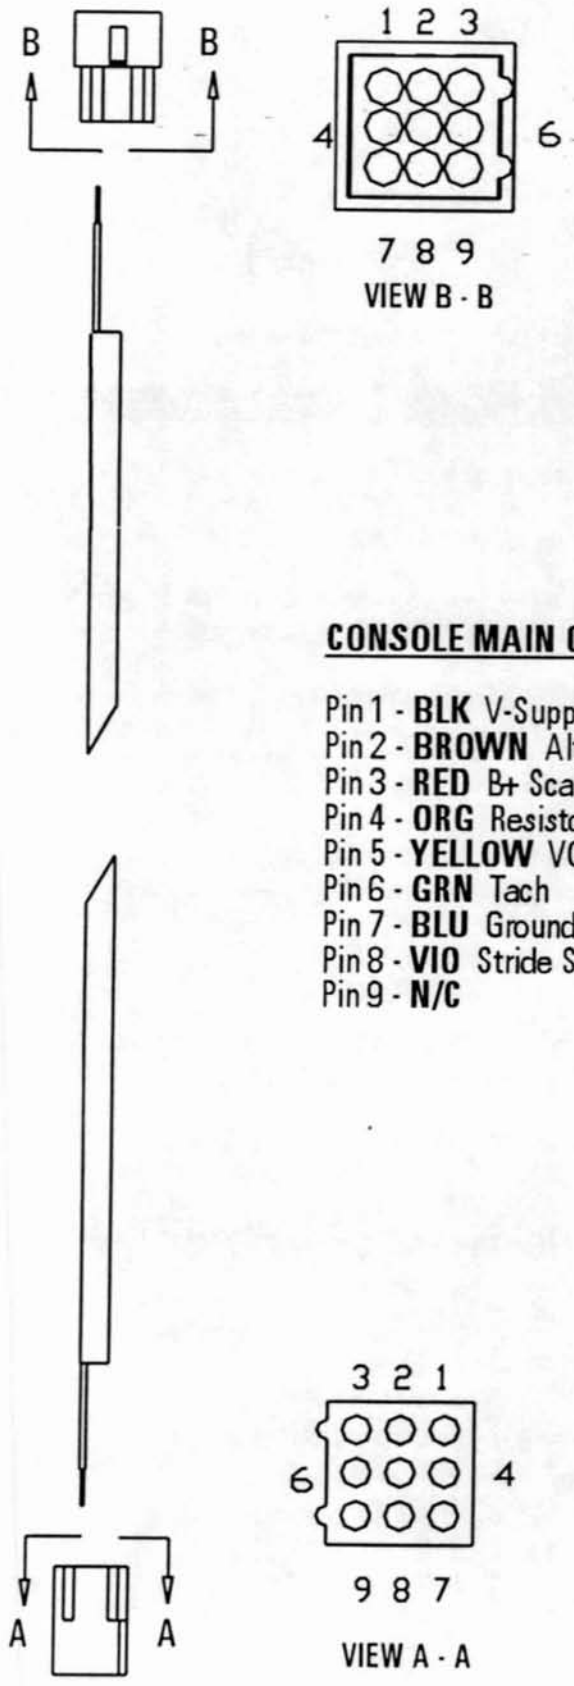 B B
1 2 3
4 6
7 8 9
VIEW B - B
CONSOLE MAIN
Pin 1 - BLK V-Supp
Pin 2 - BROWN
Pin 3 - RED B+ Sca
Pin 4 - ORG Resisto
Pin 5 - YELLOW
Pin 6 - GRN Tach
Pin 7 - BLU Ground
Pin 8 - VIO Stride S
Pin 9 - N/C
3 2 1
6 4
9 8 7
A A
VIEW A - A